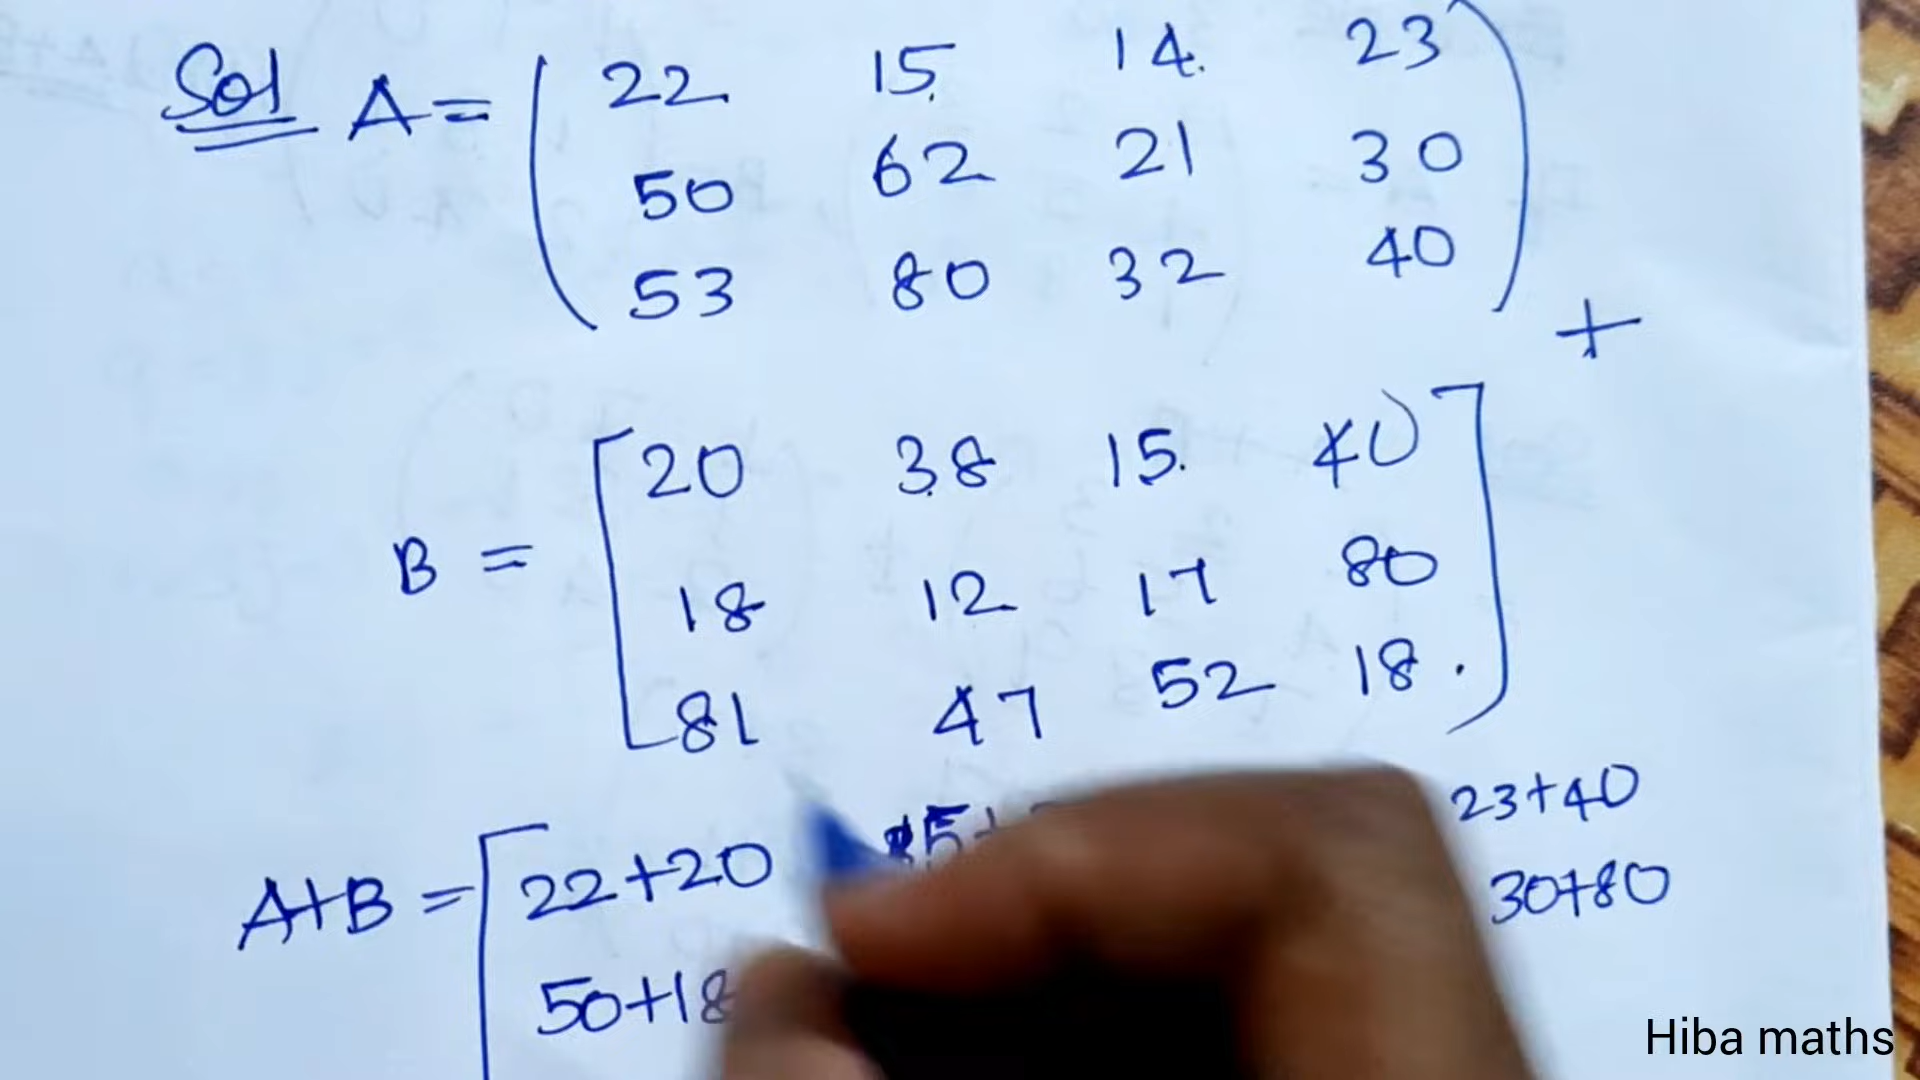 Sol A = ( 22 15 14 23
50 62 21 30
53 80 32 40 )
+
B = [ 20 38 15 40
18 12 17 80
81 47 52 18 . ]
A+B = [ 22+20 15+ 23+40
50+18 30+80
Hiba maths